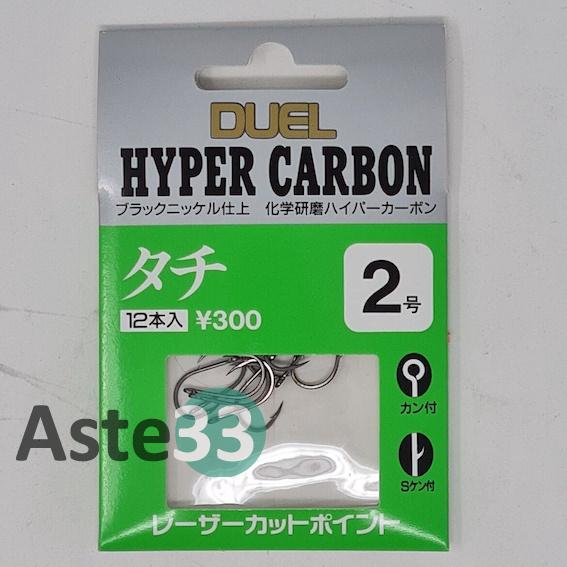 DUEL
HYPER CARBON
ブラックニッケル仕上 化学研磨ハイパーカーボン
タチ
2号
12本入 ¥300
カン付
Aste33
Sケン付
レーザーカットポイント